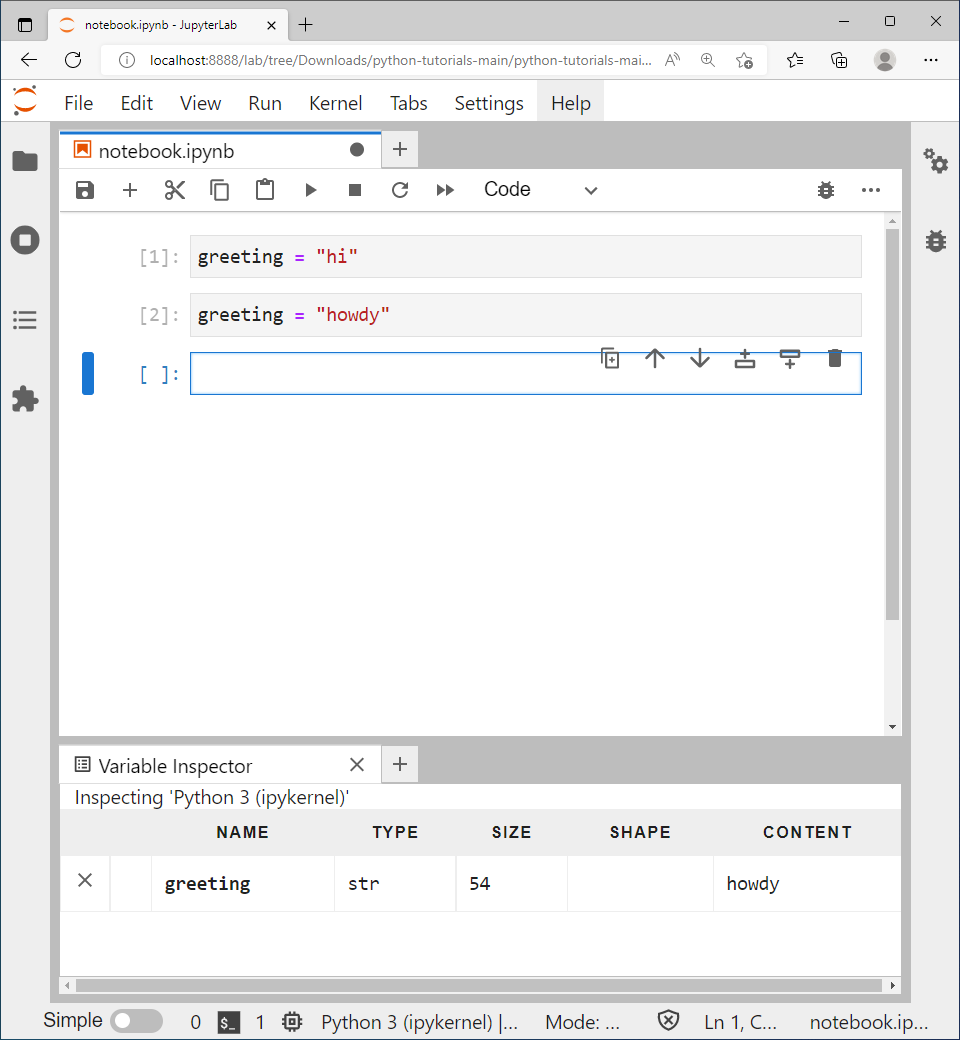 notebook.ipynb - JupyterLab
localhost:8888/lab/tree/Downloads/python-tutorials-main/python-tutorials-mai...
File Edit View Run Kernel Tabs Settings Help
notebook.ipynb
Code
[1]: greeting = "hi"
[2]: greeting = "howdy"
[ ]:
Variable Inspector
Inspecting 'Python 3 (ipykernel)'
NAME TYPE SIZE SHAPE CONTENT
greeting str 54 howdy
Simple 0 $_ 1 Python 3 (ipykernel) |... Mode: ... Ln 1, C... notebook.ip...